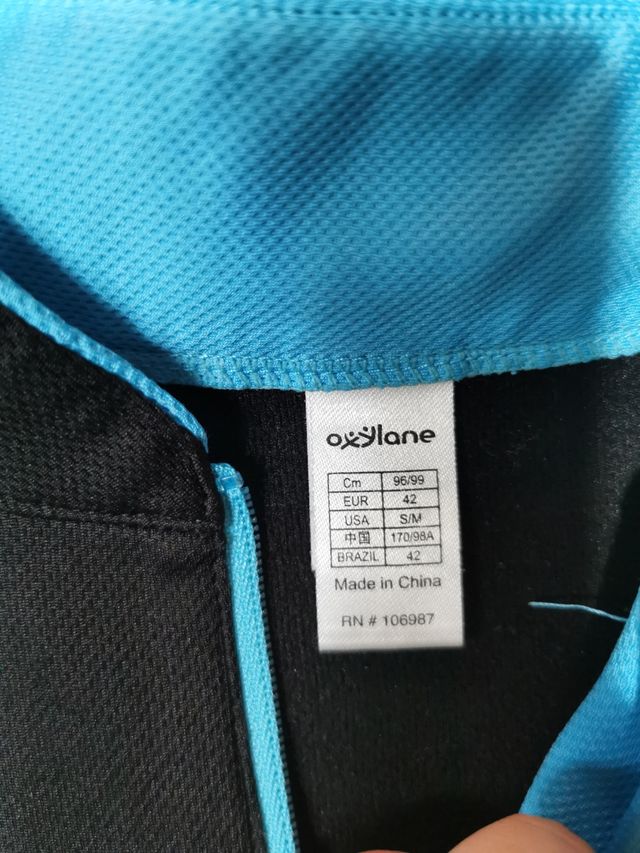 oxylane
Cm 96/99
EUR 42
USA S/M
中国 170/98A
BRAZIL 42
Made in China
RN # 106987